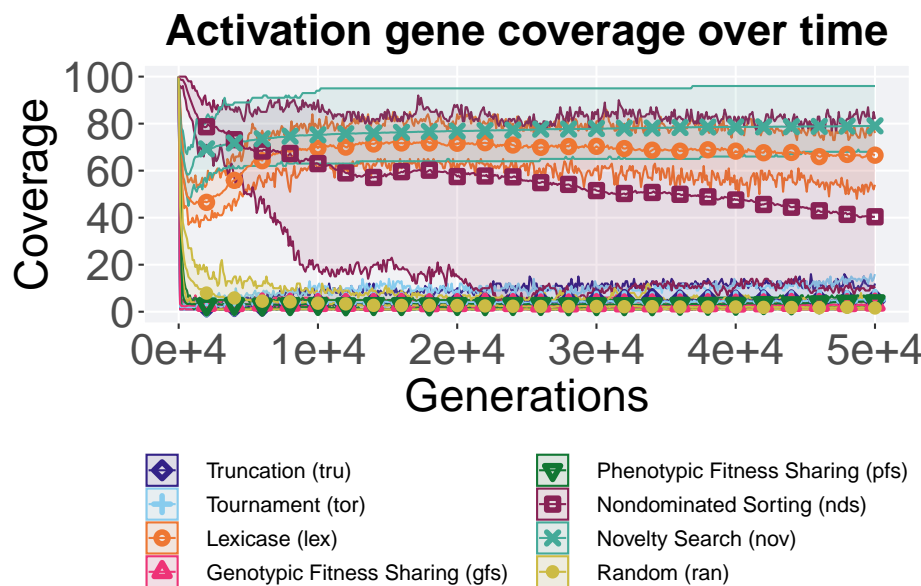 Activation gene coverage over time
100
80
60
40
20
0
Coverage
0e+4 1e+4 2e+4 3e+4 4e+4 5e+4
Generations
Truncation (tru)
Tournament (tor)
Lexicase (lex)
Genotypic Fitness Sharing (gfs)
Phenotypic Fitness Sharing (pfs)
Nondominated Sorting (nds)
Novelty Search (nov)
Random (ran)